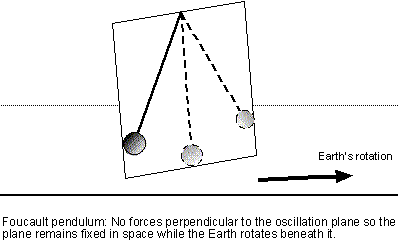 Earth's rotation
Foucault pendulum: No forces perpendicular to the oscillation plane so the
plane remains fixed in space while the Earth rotates beneath it.